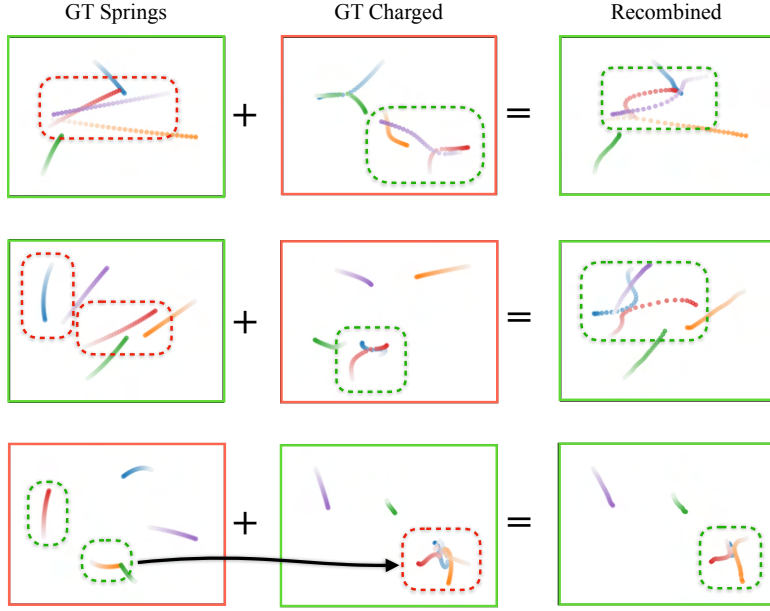 GT Springs GT Charged Recombined
+ =
+ =
+ =